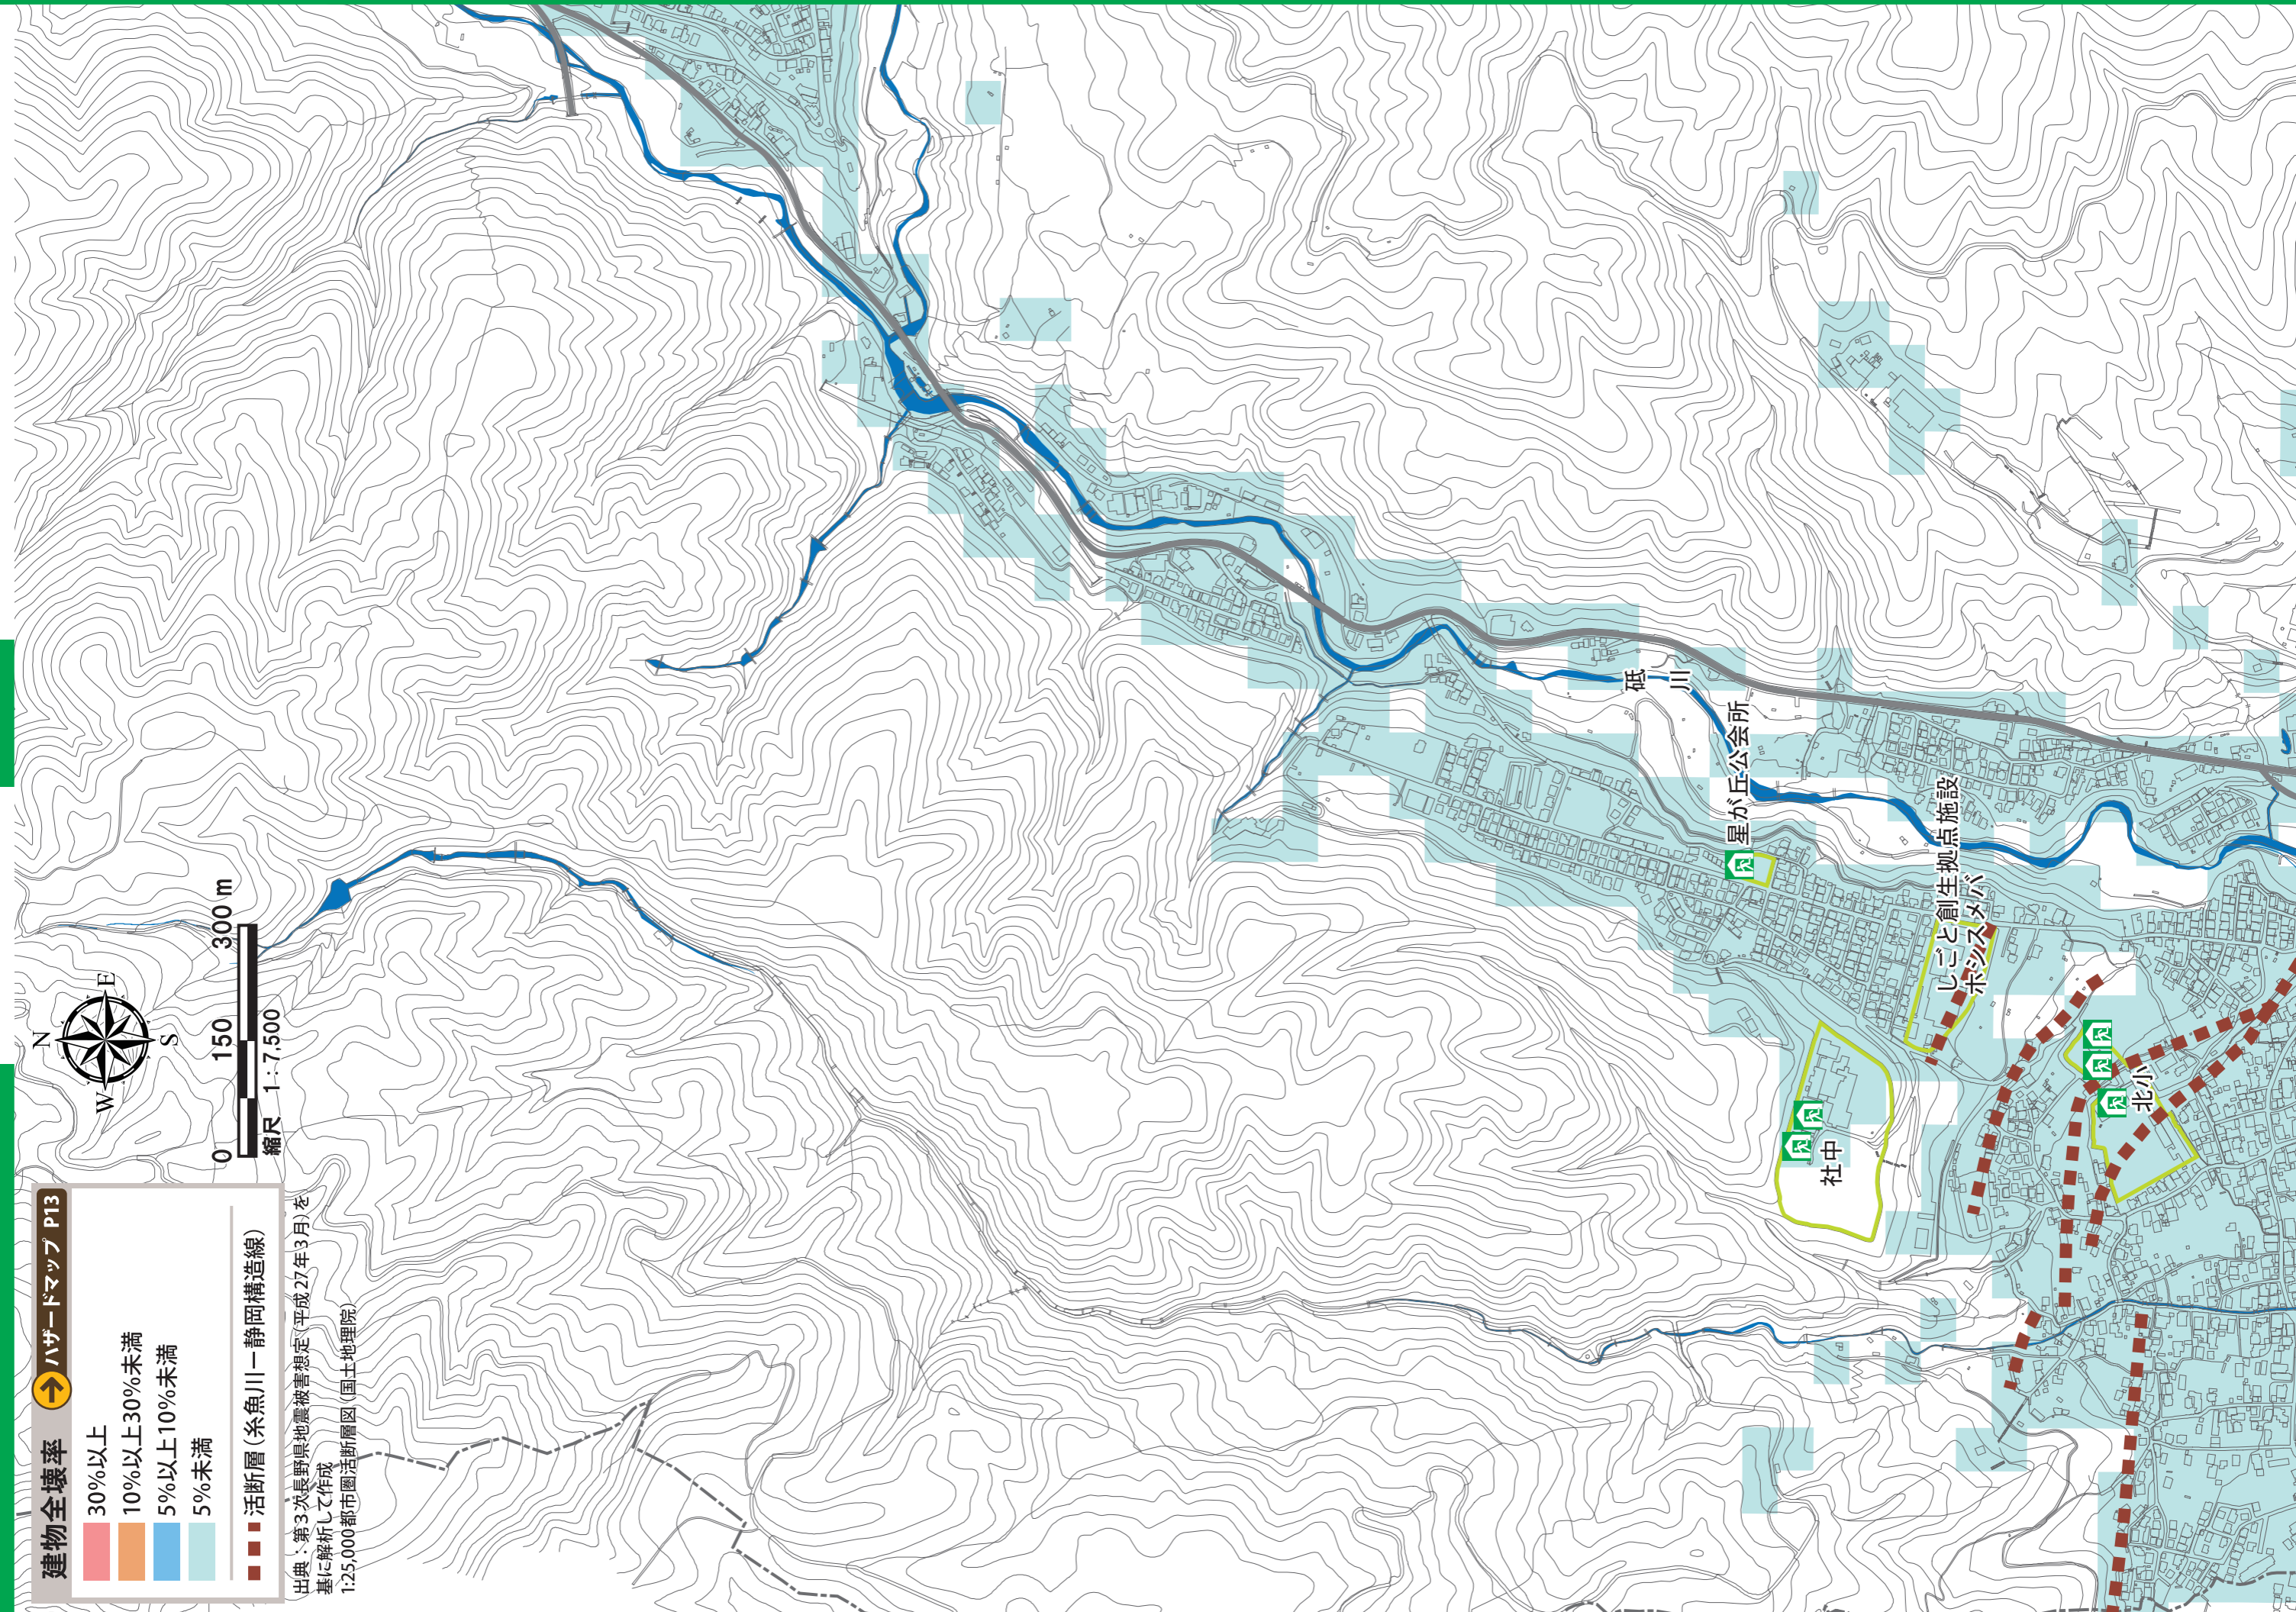 建物全壊率
ハザードマップ P13
30%以上
10%以上30%未満
5%以上10%未満
5%未満
活断層(糸魚川ー静岡構造線)
出典:第3次長野県地震被害想定(平成27年3月)を
基に解析して作成
1:25,000都市圏活断層図(国土地理院)
N
W
E
S
0
150
300 m
縮尺 1:7,500
砥川
星が丘公会所
しごと創生拠点施設
ホシスメバ
社中
北小